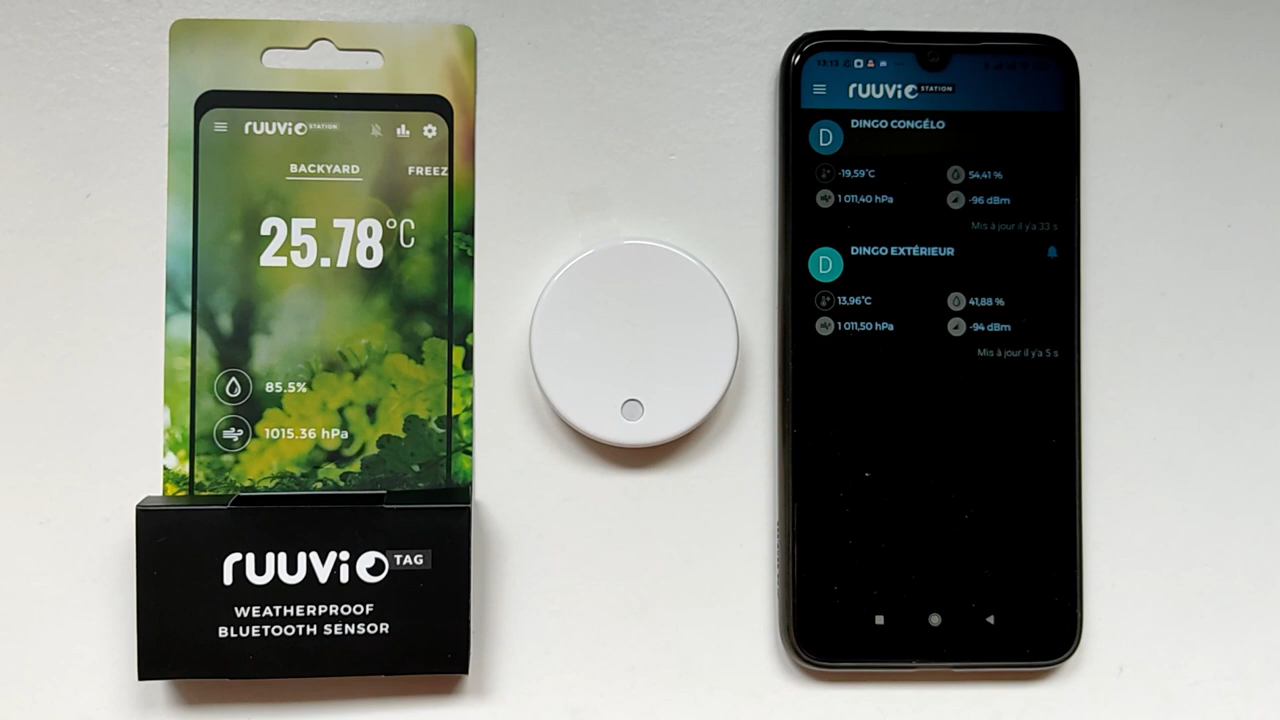 ruuvi STATION
BACKYARD FREEZ
25.78°C
85.5%
1015.36 hPa
ruuvi TAG
WEATHERPROOF
BLUETOOTH SENSOR
13:13
ruuvi STATION
D DINGO CONGÉLO
-19,59°C 54,41 %
1 011,40 hPa -96 dBm
Mis à jour il y'a 33 s
D DINGO EXTÉRIEUR
13,96°C 41,88 %
1 011,50 hPa -94 dBm
Mis à jour il y'a 5 s